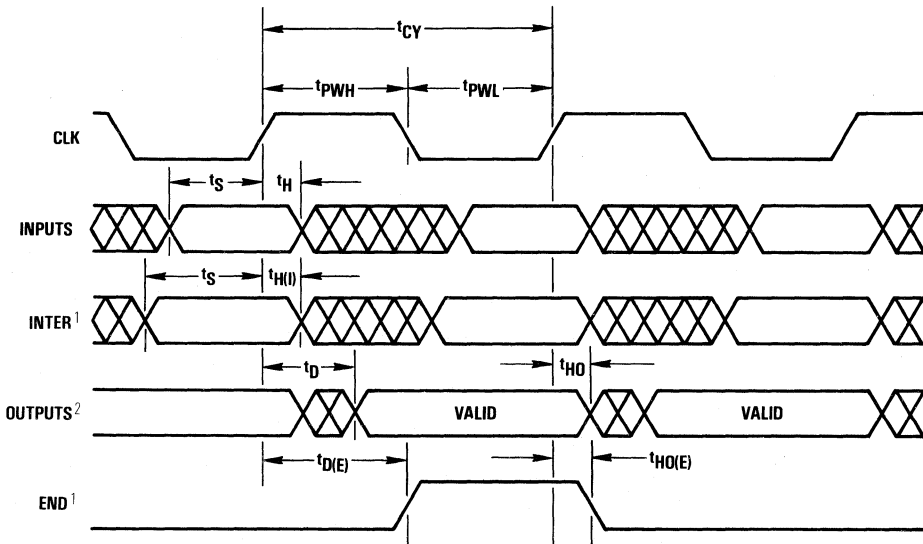 tCY
tPWH tPWL
CLK
tS tH
INPUTS
tS tH(I)
INTER1
tD tHO
OUTPUTS2 VALID VALID
tD(E) tHO(E)
END1